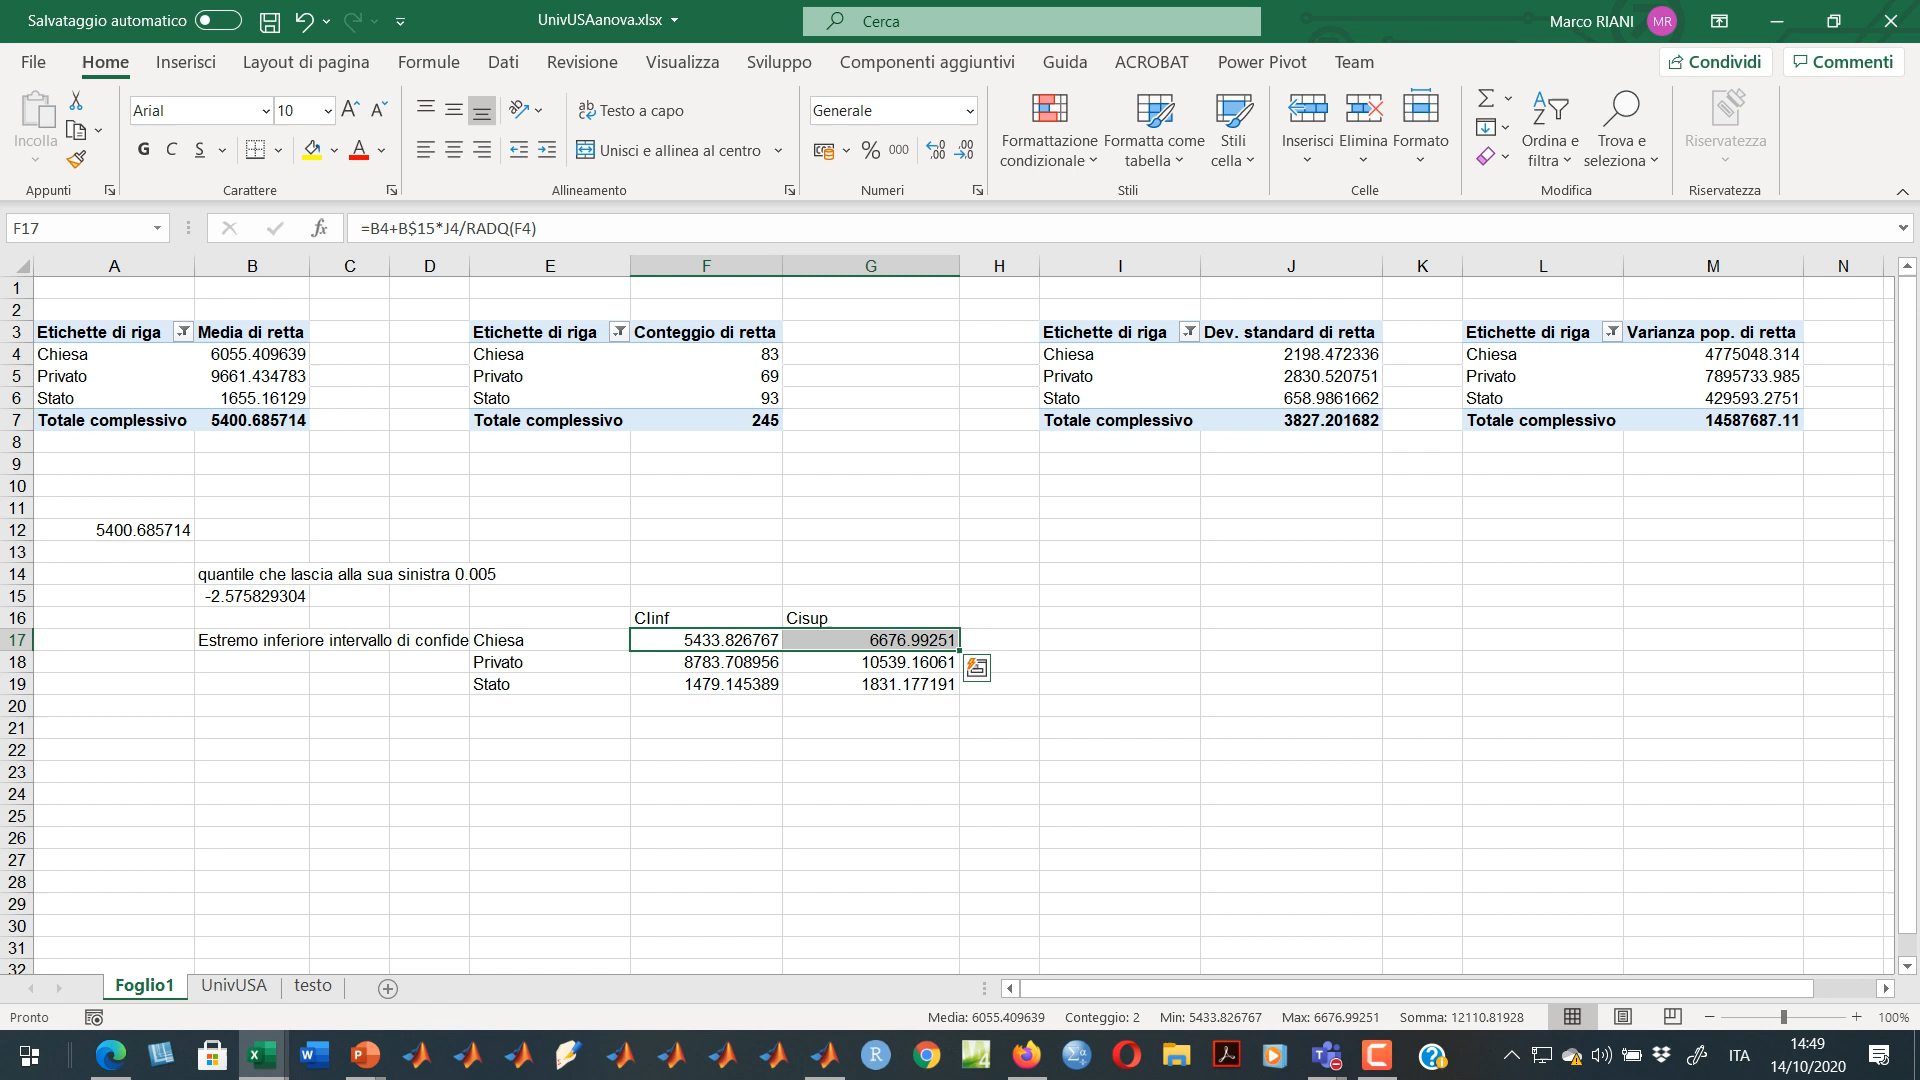 Salvataggio automatico
UnivUSAanova.xlsx
Cerca
Marco RIANI
MR
File Home Inserisci Layout di pagina Formule Dati Revisione Visualizza Sviluppo Componenti aggiuntivi Guida ACROBAT Power Pivot Team
Condividi
Commenti
Incolla
Arial
10
Testo a capo
Generale
G C S
Unisci e allinea al centro
% 000
Formattazione condizionale
Formatta come tabella
Stili cella
Inserisci Elimina Formato
Ordina e filtra
Trova e seleziona
Riservatezza
Appunti Carattere Allineamento Numeri Stili Celle Modifica Riservatezza
F17
fx
=B4+B$15*J4/RADQ(F4)
A B C D E F G H I J K L M N
1
2
3 Etichette di riga Media di retta Etichette di riga Conteggio di retta Etichette di riga Dev. standard di retta Etichette di riga Varianza pop. di retta
4 Chiesa 6055.409639 Chiesa 83 Chiesa 2198.472336 Chiesa 4775048.314
5 Privato 9661.434783 Privato 69 Privato 2830.520751 Privato 7895733.985
6 Stato 1655.16129 Stato 93 Stato 658.9861662 Stato 429593.2751
7 Totale complessivo 5400.685714 Totale complessivo 245 Totale complessivo 3827.201682 Totale complessivo 14587687.11
8
9
10
11
12 5400.685714
13
14 quantile che lascia alla sua sinistra 0.005
15 -2.575829304
16 CIinf Cisup
17 Estremo inferiore intervallo di confide Chiesa 5433.826767 6676.99251
18 Privato 8783.708956 10539.16061
19 Stato 1479.145389 1831.177191
20
21
22
23
24
25
26
27
28
29
30
31
32
Foglio1 UnivUSA testo
Pronto
Media: 6055.409639 Conteggio: 2 Min: 5433.826767 Max: 6676.99251 Somma: 12110.81928
100%
ITA
14:49
14/10/2020